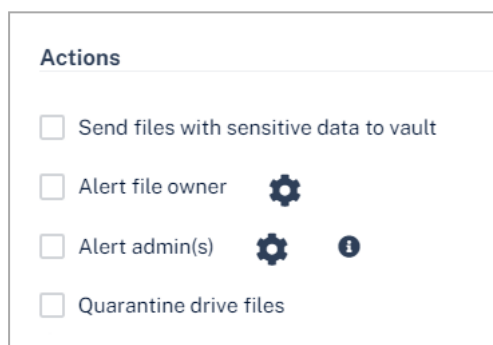 Actions
Send files with sensitive data to vault
Alert file owner
Alert admin(s)
Quarantine drive files